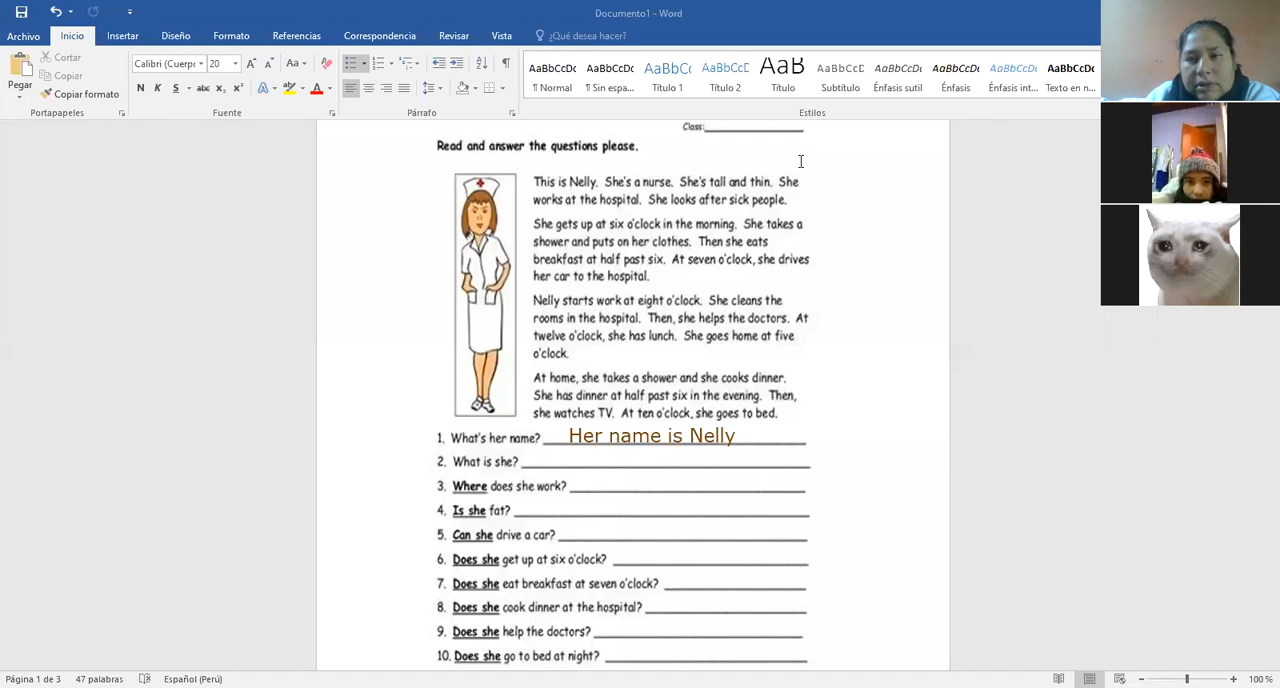 Documento1 - Word
Archivo Inicio Insertar Diseño Formato Referencias Correspondencia Revisar Vista ¿Qué desea hacer?
Pegar
Cortar
Copiar
Copiar formato
Calibri (Cuerpo 20
N K S abc x₂ x²
AaBbCcDc AaBbCcDc AaBbCc AaBbCcD AaB AaBbCcD AaBbCcDc AaBbCcDc AaBbCcDc AaBbCcDc
¶ Normal ¶ Sin espa... Título 1 Título 2 Título Subtítulo Énfasis sutil Énfasis Énfasis int... Texto en n...
Portapapeles Fuente Párrafo Estilos
Class:
Read and answer the questions please.
This is Nelly. She's a nurse. She's tall and thin. She
works at the hospital. She looks after sick people.
She gets up at six o'clock in the morning. She takes a
shower and puts on her clothes. Then she eats
breakfast at half past six. At seven o'clock, she drives
her car to the hospital.
Nelly starts work at eight o'clock. She cleans the
rooms in the hospital. Then, she helps the doctors. At
twelve o'clock, she has lunch. She goes home at five
o'clock.
At home, she takes a shower and she cooks dinner.
She has dinner at half past six in the evening. Then,
she watches TV. At ten o'clock, she goes to bed.
1. What's her name? Her name is Nelly
2. What is she?
3. Where does she work?
4. Is she fat?
5. Can she drive a car?
6. Does she get up at six o'clock?
7. Does she eat breakfast at seven o'clock?
8. Does she cook dinner at the hospital?
9. Does she help the doctors?
10. Does she go to bed at night?
Página 1 de 3 47 palabras Español (Perú) 100 %